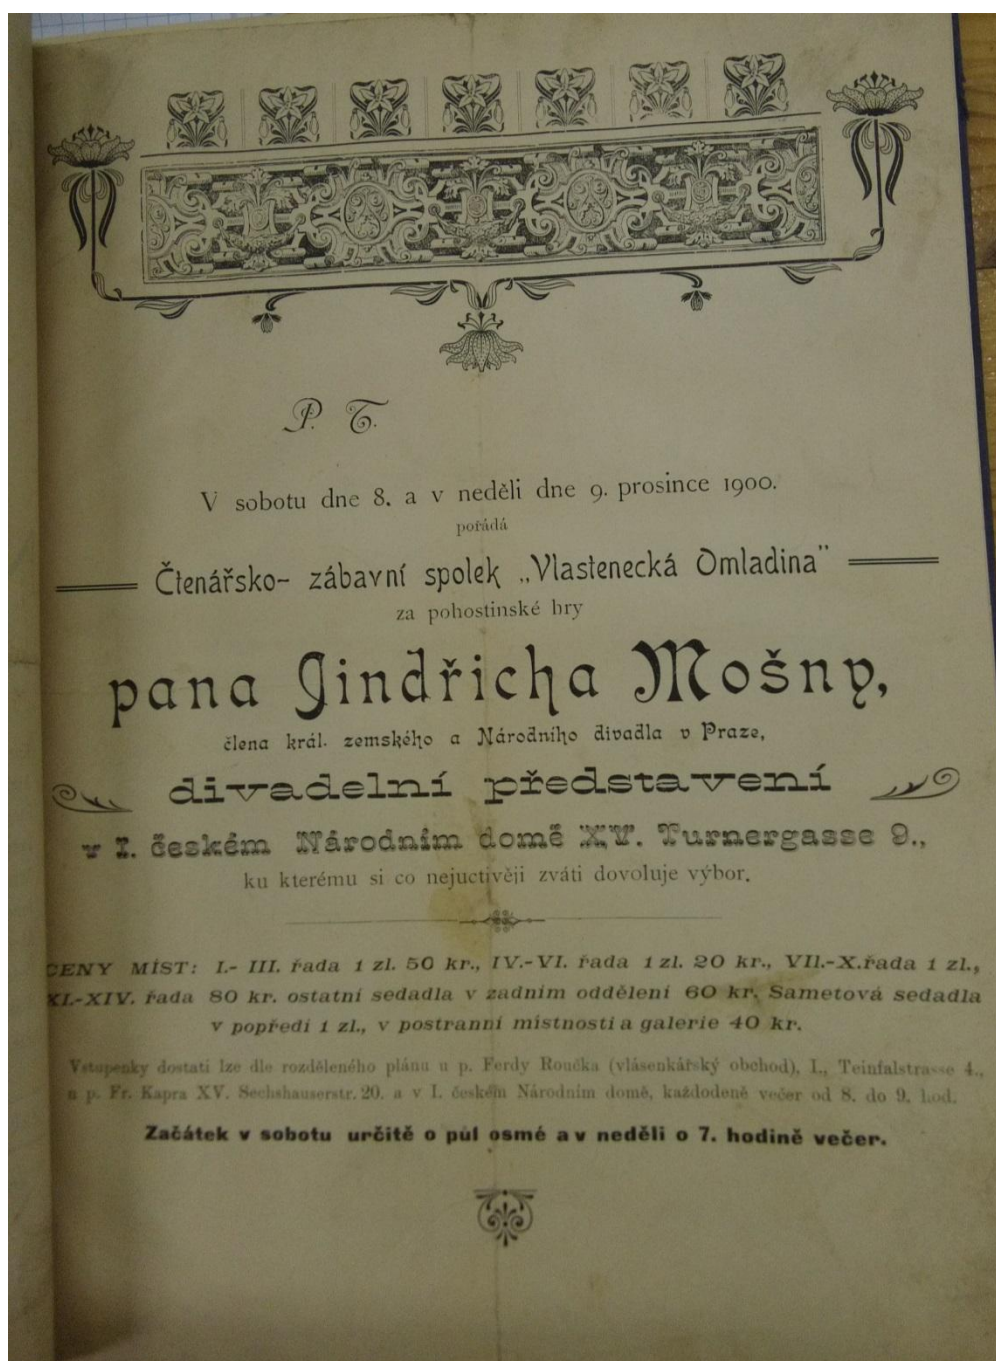 P. T.
V sobotu dne 8. a v neděli dne 9. prosince 1900.
pořádá
Čtenářsko- zábavní spolek „Vlastenecká Omladina"
za pohostinské hry
pana Jindřicha Mošny,
člena král. zemského a Národního divadla v Praze,
divadelní představení
v I. českém Národním domě XV. Turnergasse 9.,
ku kterému si co nejuctivěji zváti dovoluje výbor.
CENY MÍST: I.- III. řada 1 zl. 50 kr., IV.-VI. řada 1 zl. 20 kr., VII.-X. řada 1 zl.,
XI.-XIV. řada 80 kr. ostatní sedadla v zadním oddělení 60 kr. Sametová sedadla
v popředí 1 zl., v postranní místnosti a galerie 40 kr.
Vstupenky dostati lze dle rozděleného plánu u p. Ferdy Roučka (vlásenkářský obchod), I., Teinfalstrasse 4.,
u p. Fr. Kapra XV. Sechshauserstr. 20. a v I. českém Národním domě, každodeně večer od 8. do 9. hod.
Začátek v sobotu určitě o půl osmé a v neděli o 7. hodině večer.